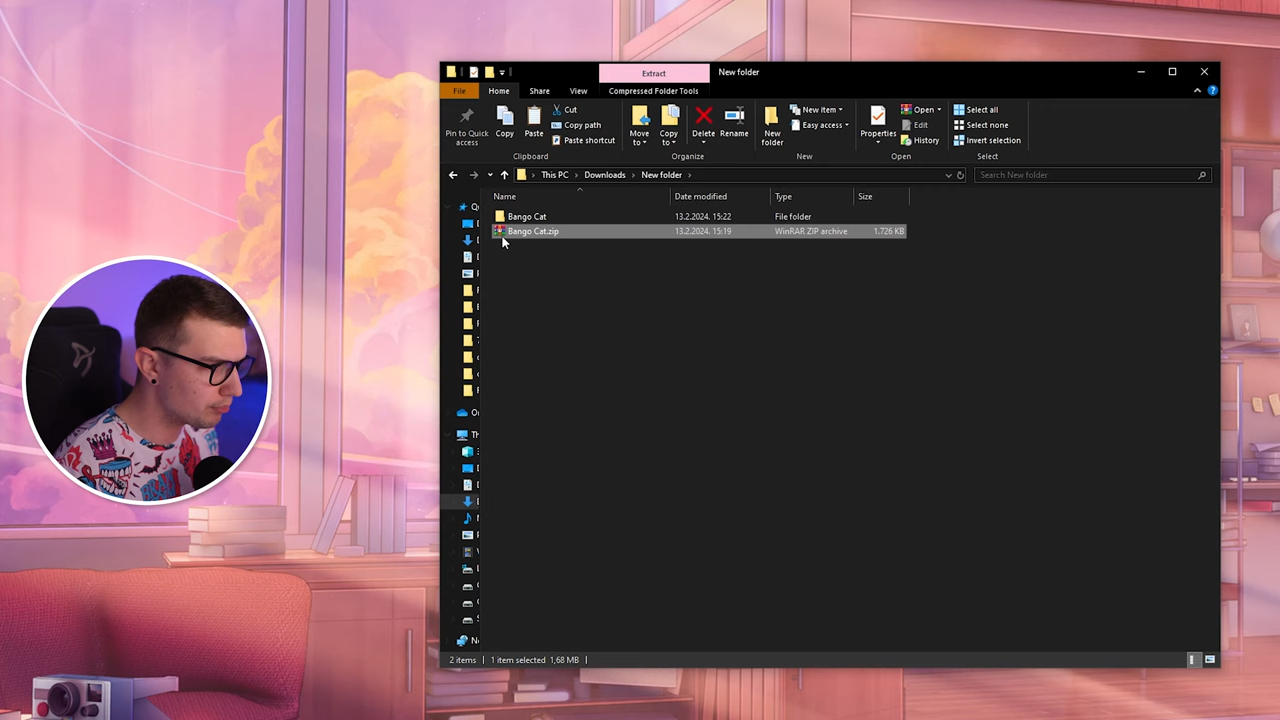 Extract
New folder
File
Home
Share
View
Compressed Folder Tools
Pin to Quick access
Copy
Paste
Cut
Copy path
Paste shortcut
Clipboard
Move to
Copy to
Delete
Rename
Organize
New folder
New item
Easy access
New
Properties
Open
Edit
History
Open
Select all
Select none
Invert selection
Select
This PC > Downloads > New folder >
Search New folder
Name Date modified Type Size
Bango Cat 13.2.2024. 15:22 File folder
Bango Cat.zip 13.2.2024. 15:19 WinRAR ZIP archive 1.726 KB
2 items 1 item selected 1,68 MB